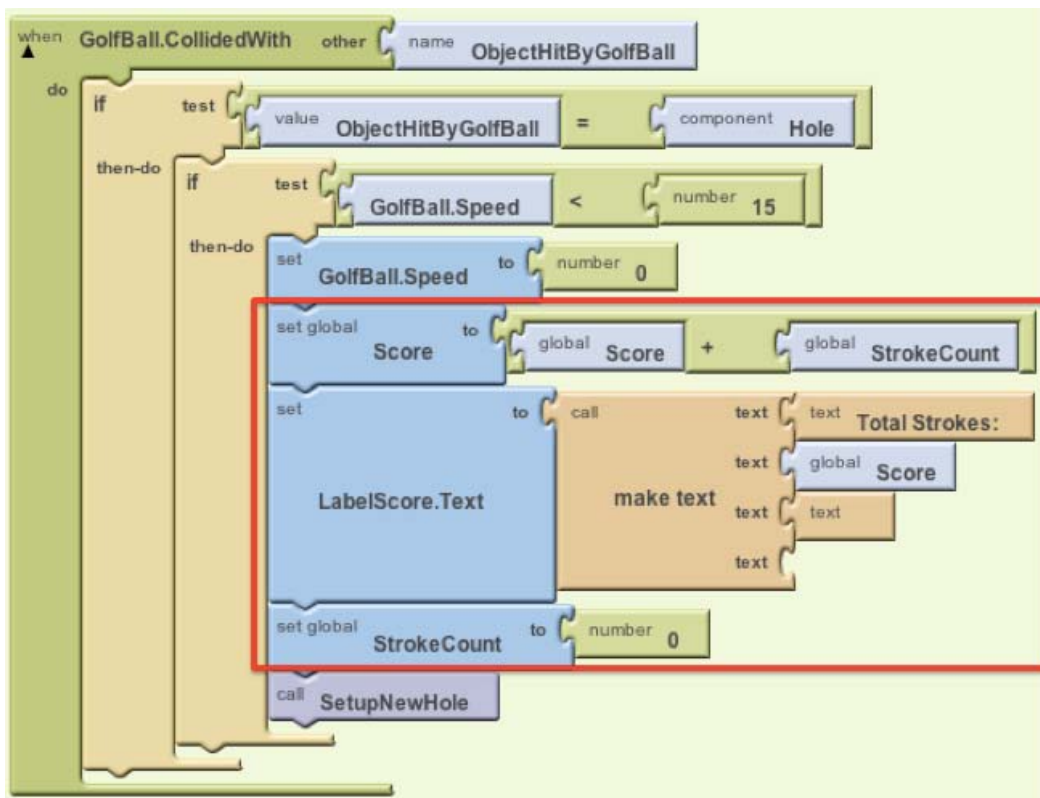 when GolfBall.CollidedWith other name ObjectHitByGolfBall
do if test value ObjectHitByGolfBall = component Hole
then-do if test GolfBall.Speed < number 15
then-do set GolfBall.Speed to number 0
set global Score to global Score + global StrokeCount
set LabelScore.Text to call make text text text Total Strokes:
text global Score
text text
text
set global StrokeCount to number 0
call SetupNewHole